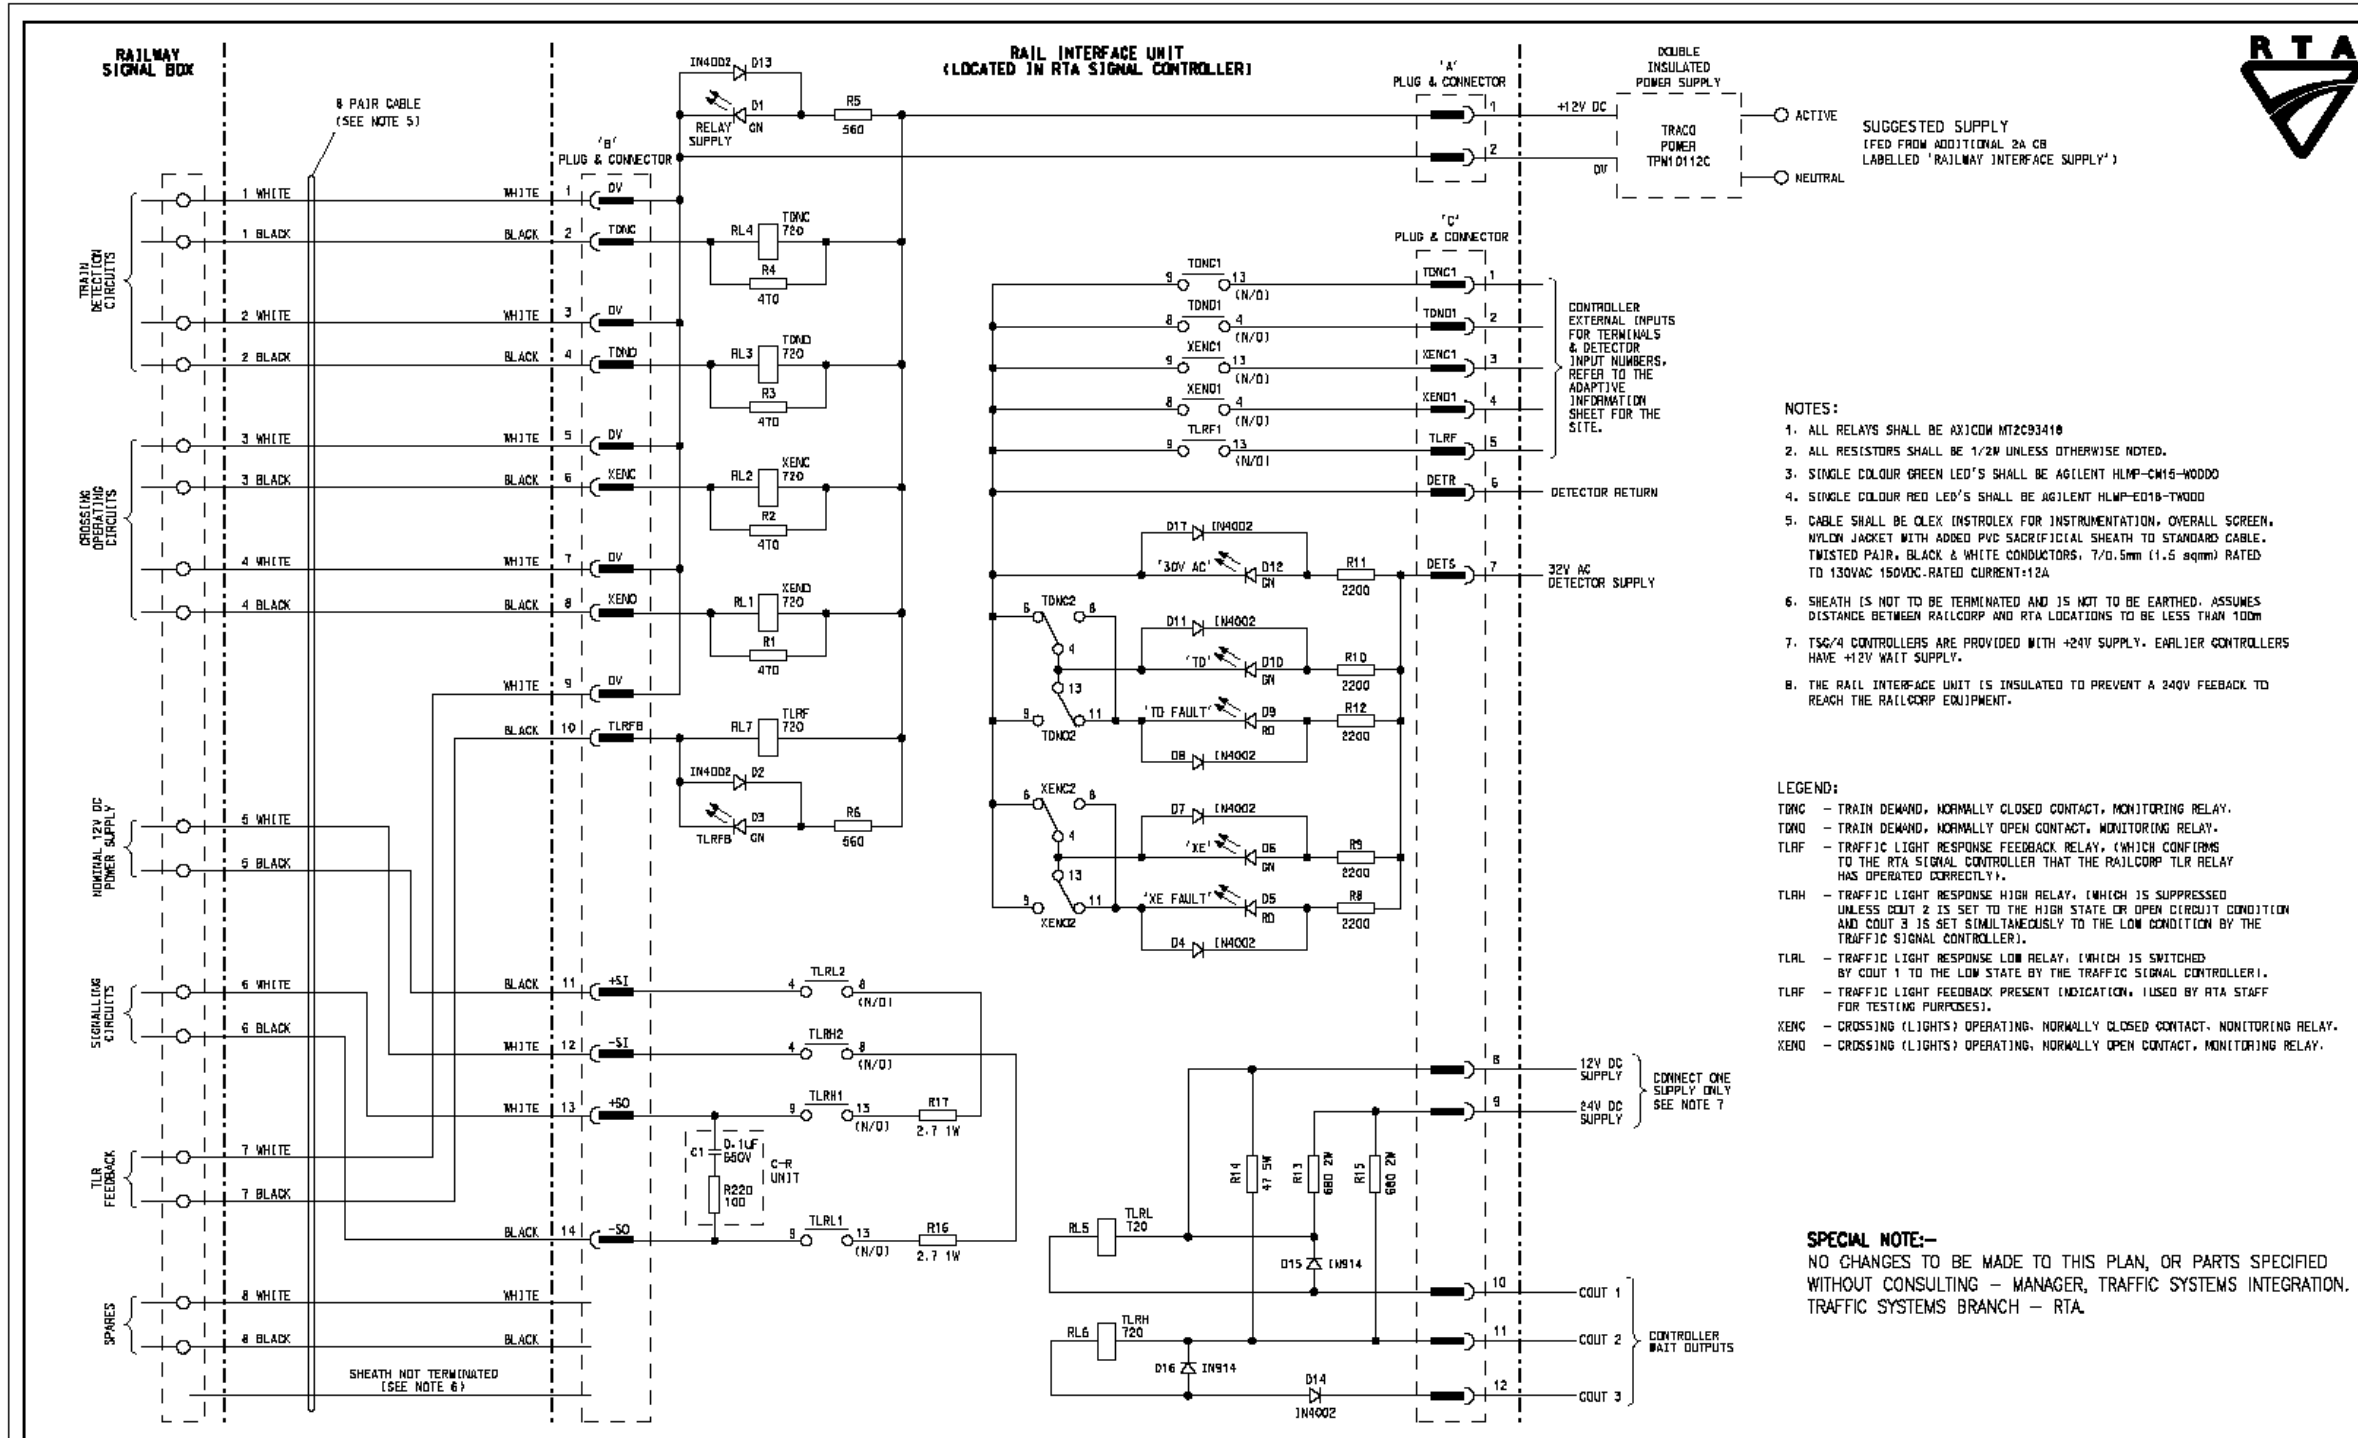 RAILWAY
SIGNAL BOX
8 PAIR CABLE
(SEE NOTE 5)
RAIL INTERFACE UNIT
(LOCATED IN RTA SIGNAL CONTROLLER)
IN4002 D13
D1
GN
RELAY
SUPPLY
R5
560
'A'
PLUG & CONNECTOR
1
2
+12V DC
0V
DOUBLE
INSULATED
POWER SUPPLY
TRACO
POWER
TPM10112C
ACTIVE
NEUTRAL
SUGGESTED SUPPLY
(FED FROM ADDITIONAL 2A CB
LABELLED 'RAILWAY INTERFACE SUPPLY')
RTA
'B'
PLUG & CONNECTOR
TRAIN
DETECTION
CIRCUITS
1 WHITE WHITE 1 0V
1 BLACK BLACK 2 TDNC
RL4 TDNC
720
R4
470
2 WHITE WHITE 3 0V
2 BLACK BLACK 4 TDNO
RL3 TDNO
720
R3
470
CROSSING
OPERATING
CIRCUITS
3 WHITE WHITE 5 0V
3 BLACK BLACK 6 XENC
RL2 XENC
720
R2
470
4 WHITE WHITE 7 0V
4 BLACK BLACK 8 XENO
RL1 XENO
720
R1
470
WHITE 9 0V
BLACK 10 TLRFB
RL7 TLRF
720
IN4002 D2
D3
GN
TLRFB
R6
560
NOMINAL 12V DC
POWER SUPPLY
5 WHITE
5 BLACK
SIGNALLING
CIRCUITS
6 WHITE
6 BLACK
BLACK 11 +SI
4 TLRL2 8
(N/O)
WHITE 12 -SI
4 TLRH2 8
(N/O)
WHITE 13 +SO
9 TLRH1 13
(N/O)
R17
2.7 1W
C1 0.1uF
650V
R220
100
C-R
UNIT
TLR
FEEDBACK
7 WHITE
7 BLACK
BLACK 14 -SO
9 TLRL1 13
(N/O)
R16
2.7 1W
SPARES
8 WHITE WHITE
8 BLACK BLACK
SHEATH NOT TERMINATED
(SEE NOTE 6)
'C'
PLUG & CONNECTOR
9 TDNC1 13
(N/O)
TDNC1 1
8 TDNO1 4
(N/O)
TDNO1 2
9 XENC1 13
(N/O)
XENC1 3
8 XENO1 4
(N/O)
XENO1 4
9 TLRF1 13
(N/O)
TLRF 5
DETR 6
DETECTOR RETURN
CONTROLLER
EXTERNAL INPUTS
FOR TERMINALS
& DETECTOR
INPUT NUMBERS,
REFER TO THE
ADAPTIVE
INFORMATION
SHEET FOR THE
SITE.
D17 IN4002
'30V AC' D12
GN
R11
2200
DETS 7
32V AC
DETECTOR SUPPLY
6 TDNC2 8
4
13
9 11
TDNO2
D11 IN4002
'TD' D10
GN
R10
2200
'TD FAULT' D9
RD
R12
2200
D8 IN4002
6 XENC2 8
4
13
9 11
XENO2
D7 IN4002
'XE' D6
GN
R9
2200
'XE FAULT' D5
RD
R8
2200
D4 IN4002
8
12V DC
SUPPLY
9
24V DC
SUPPLY
CONNECT ONE
SUPPLY ONLY
SEE NOTE 7
R14
47 5W
R13
680 2W
R15
680 2W
RL5 TLRL
720
D15 IN914
10
COUT 1
RL6 TLRH
720
11
COUT 2
D16 IN914
D14
IN4002
12
COUT 3
CONTROLLER
WAIT OUTPUTS
NOTES:
1. ALL RELAYS SHALL BE AXICOM MT2C93418
2. ALL RESISTORS SHALL BE 1/2W UNLESS OTHERWISE NOTED.
3. SINGLE COLOUR GREEN LED'S SHALL BE AGILENT HLMP-CM15-W0000
4. SINGLE COLOUR RED LED'S SHALL BE AGILENT HLMP-ED16-TW000
5. CABLE SHALL BE OLEX INSTROLEX FOR INSTRUMENTATION, OVERALL SCREEN,
NYLON JACKET WITH ADDED PVC SACRIFICIAL SHEATH TO STANDARD CABLE.
TWISTED PAIR, BLACK & WHITE CONDUCTORS, 7/0.5mm (1.5 sqmm) RATED
TO 130VAC 150VDC-RATED CURRENT:12A
6. SHEATH IS NOT TO BE TERMINATED AND IS NOT TO BE EARTHED. ASSUMES
DISTANCE BETWEEN RAILCORP AND RTA LOCATIONS TO BE LESS THAN 100m
7. TSC/4 CONTROLLERS ARE PROVIDED WITH +24V SUPPLY. EARLIER CONTROLLERS
HAVE +12V WAIT SUPPLY.
8. THE RAIL INTERFACE UNIT IS INSULATED TO PREVENT A 240V FEEBACK TO
REACH THE RAILCORP EQUIPMENT.
LEGEND:
TDNC – TRAIN DEMAND, NORMALLY CLOSED CONTACT, MONITORING RELAY.
TDNO – TRAIN DEMAND, NORMALLY OPEN CONTACT, MONITORING RELAY.
TLRF – TRAFFIC LIGHT RESPONSE FEEDBACK RELAY, (WHICH CONFIRMS
TO THE RTA SIGNAL CONTROLLER THAT THE RAILCORP TLR RELAY
HAS OPERATED CORRECTLY).
TLRH – TRAFFIC LIGHT RESPONSE HIGH RELAY, (WHICH IS SUPPRESSED
UNLESS COUT 2 IS SET TO THE HIGH STATE OR OPEN CIRCUIT CONDITION
AND COUT 3 IS SET SIMULTANEOUSLY TO THE LOW CONDITION BY THE
TRAFFIC SIGNAL CONTROLLER).
TLRL – TRAFFIC LIGHT RESPONSE LOW RELAY, (WHICH IS SWITCHED
BY COUT 1 TO THE LOW STATE BY THE TRAFFIC SIGNAL CONTROLLER).
TLRF – TRAFFIC LIGHT FEEDBACK PRESENT INDICATION, (USED BY RTA STAFF
FOR TESTING PURPOSES).
XENC – CROSSING (LIGHTS) OPERATING, NORMALLY CLOSED CONTACT, MONITORING RELAY.
XENO – CROSSING (LIGHTS) OPERATING, NORMALLY OPEN CONTACT, MONITORING RELAY.
SPECIAL NOTE:–
NO CHANGES TO BE MADE TO THIS PLAN, OR PARTS SPECIFIED
WITHOUT CONSULTING – MANAGER, TRAFFIC SYSTEMS INTEGRATION.
TRAFFIC SYSTEMS BRANCH – RTA.